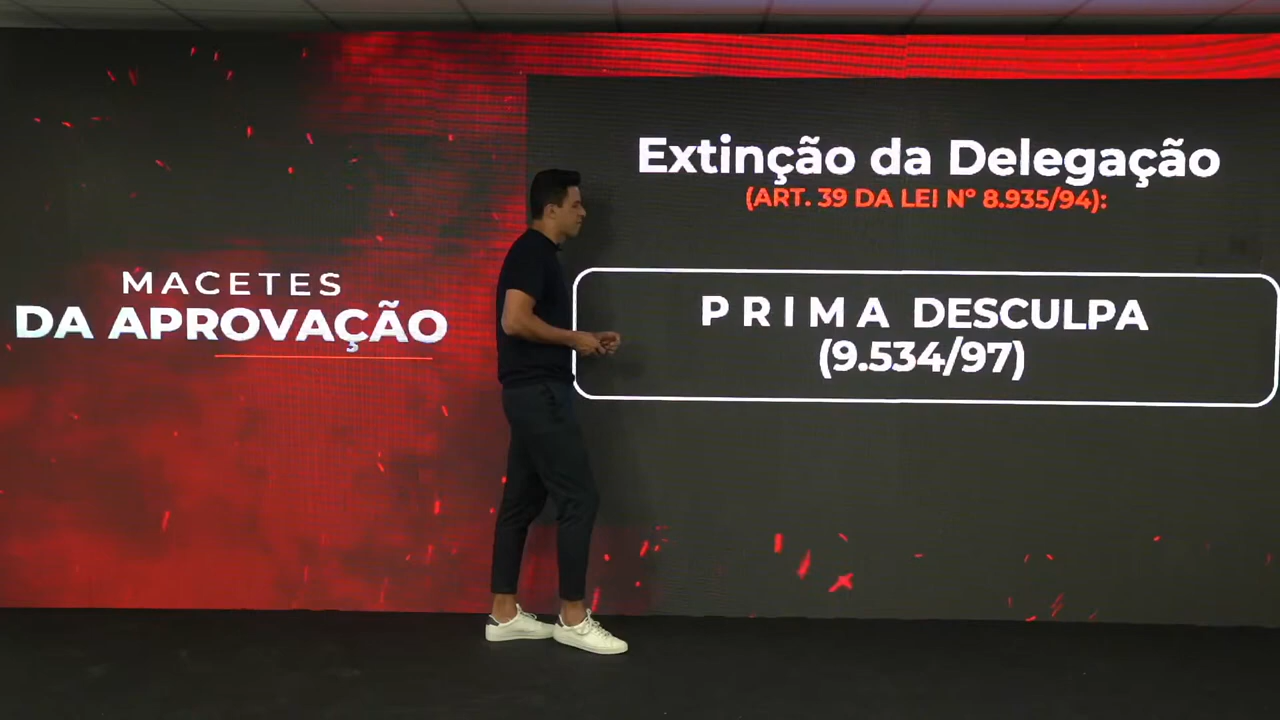 MACETES
DA APROVAÇÃO
Extinção da Delegação
(ART. 39 DA LEI Nº 8.935/94):
P R I M A DESCULPA
(9.534/97)